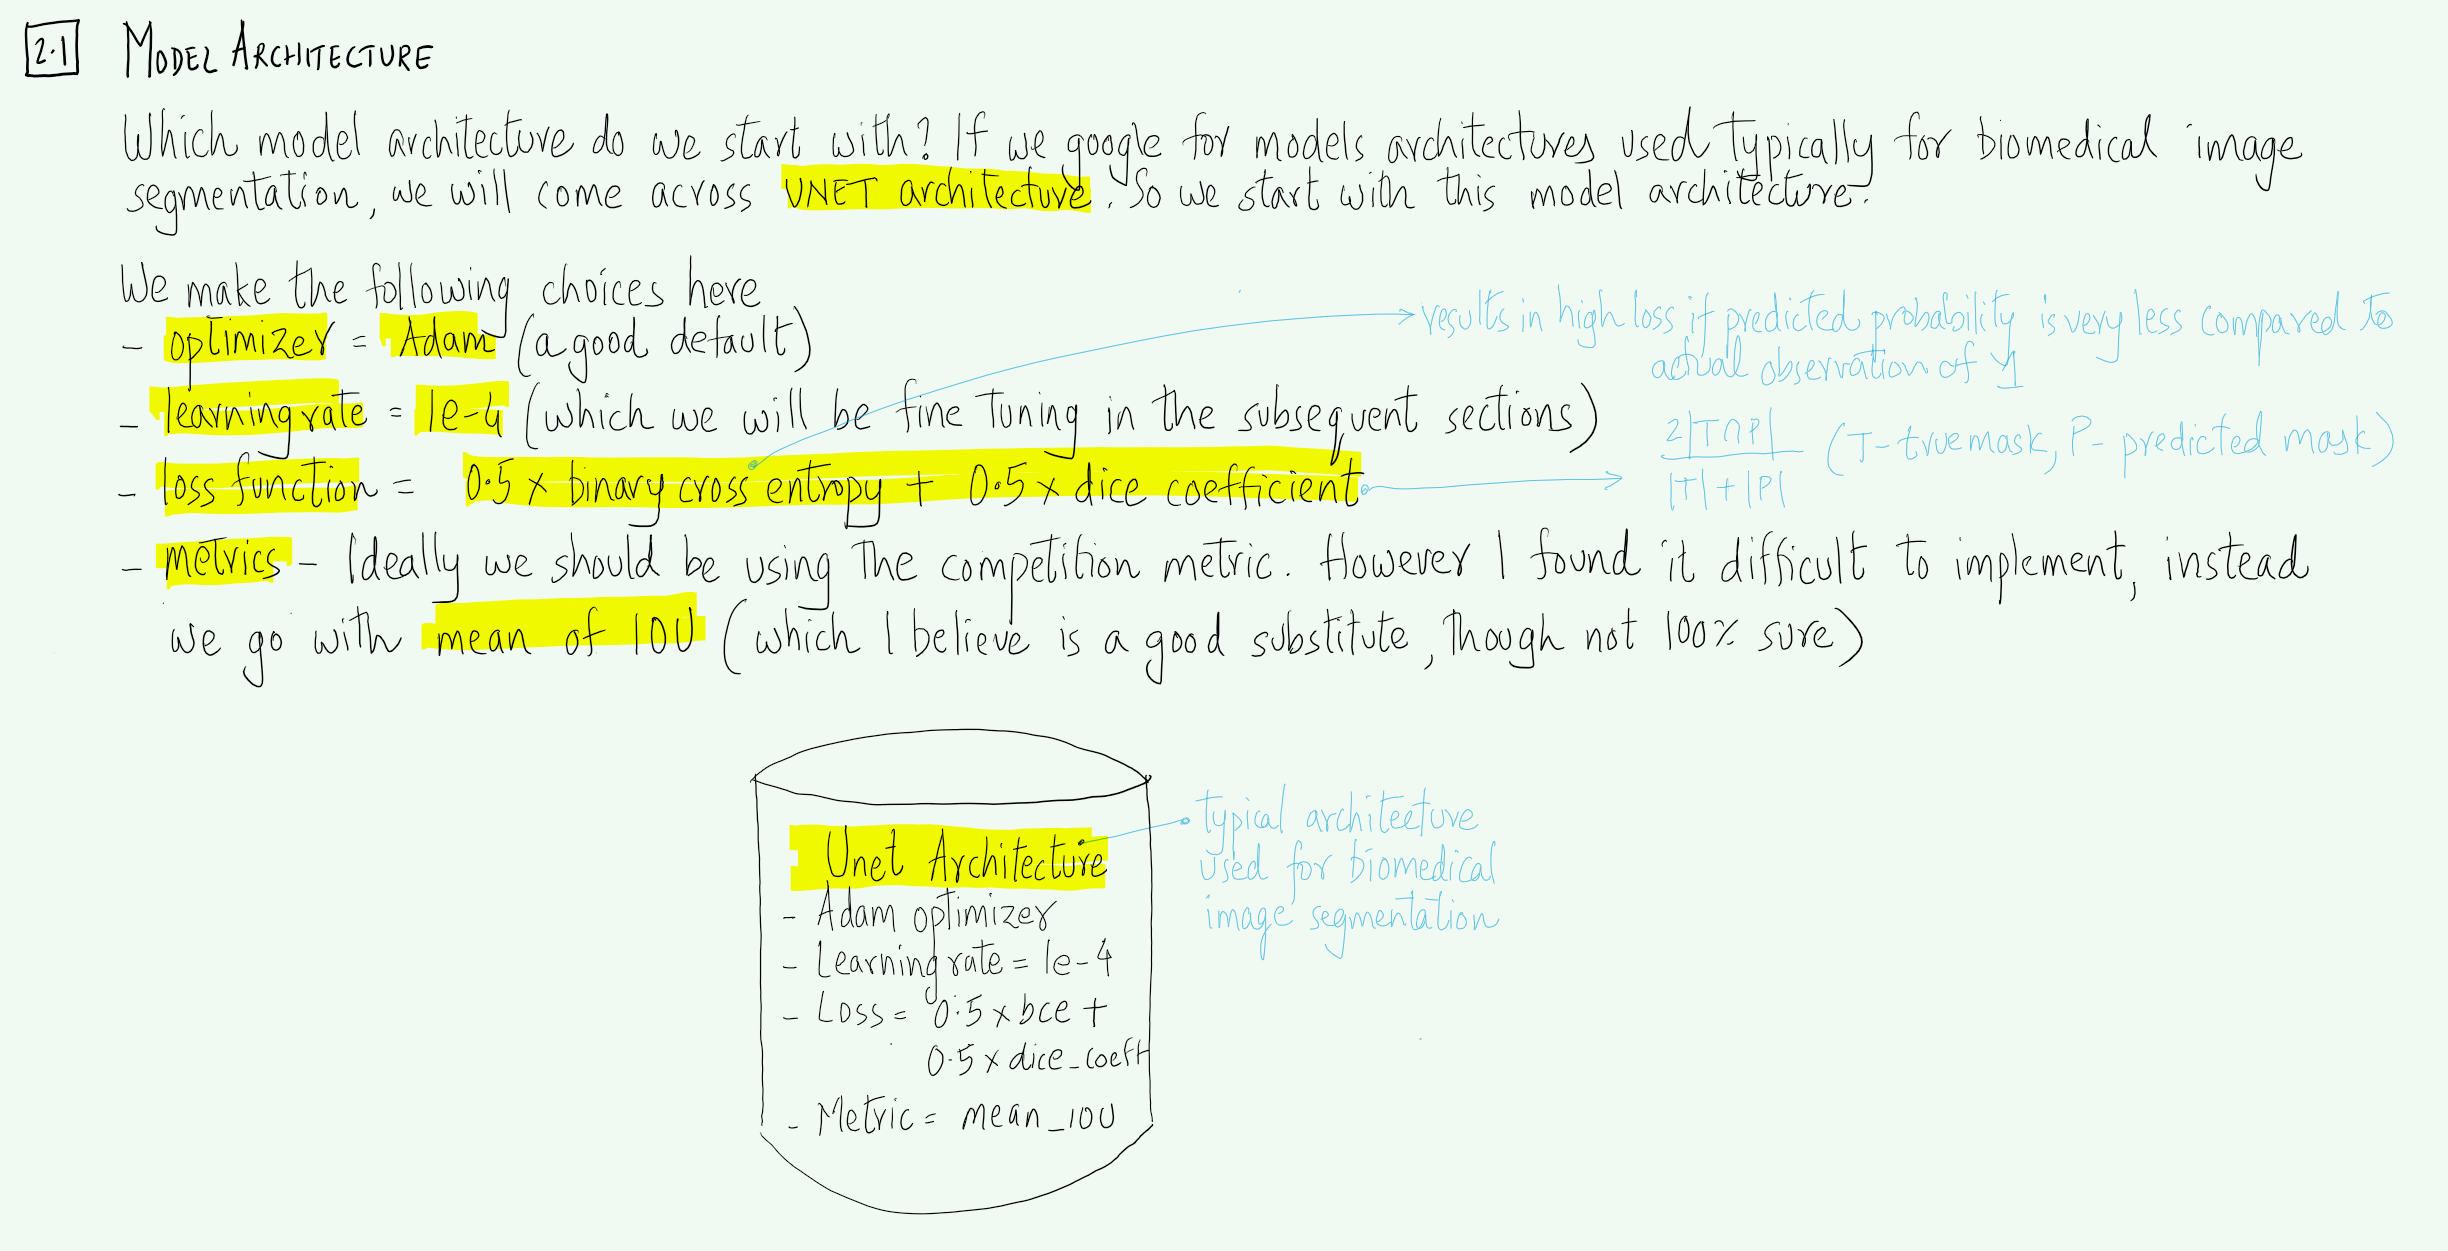 2.1 MODEL ARCHITECTURE
Which model architecture do we start with? If we google for models architectures used typically for biomedical image
segmentation, we will come across UNET architecture. So we start with this model architecture.
We make the following choices here
- optimizer = Adam (a good default)
- learning rate = 1e-4 (which we will be fine tuning in the subsequent sections)
- loss function = 0.5 x binary cross entropy + 0.5 x dice coefficient
results in high loss if predicted probability is very less compared to
actual observation of 1
2|T∩P|
|T|+|P|
(T-true mask, P- predicted mask)
- metrics - Ideally we should be using the competition metric. However I found it difficult to implement, instead
we go with mean of IOU (which I believe is a good substitute, though not 100% sure)
Unet Architecture
- Adam optimizer
- Learning rate = 1e-4
- Loss = 0.5 x bce +
0.5 x dice_coeff
- Metric = mean_IOU
typical architecture
used for biomedical
image segmentation